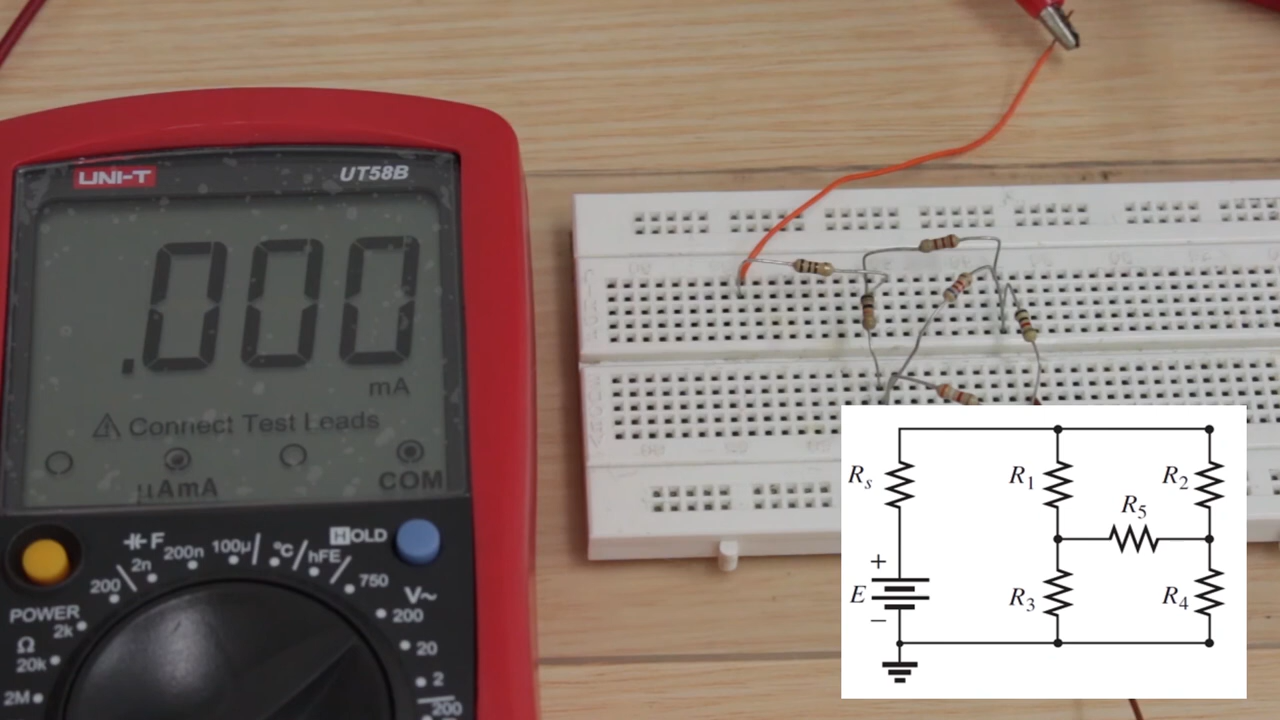 UNI-T
UT58B
.000
mA
⚠ Connect Test Leads
µAmA
COM
HOLD
F
2n
200n
100µ
°C
hFE
200
750
V~
POWER
2k
200
Ω
20k
20
2M
2
200
Rs
R1
R2
R5
+
E
−
R3
R4